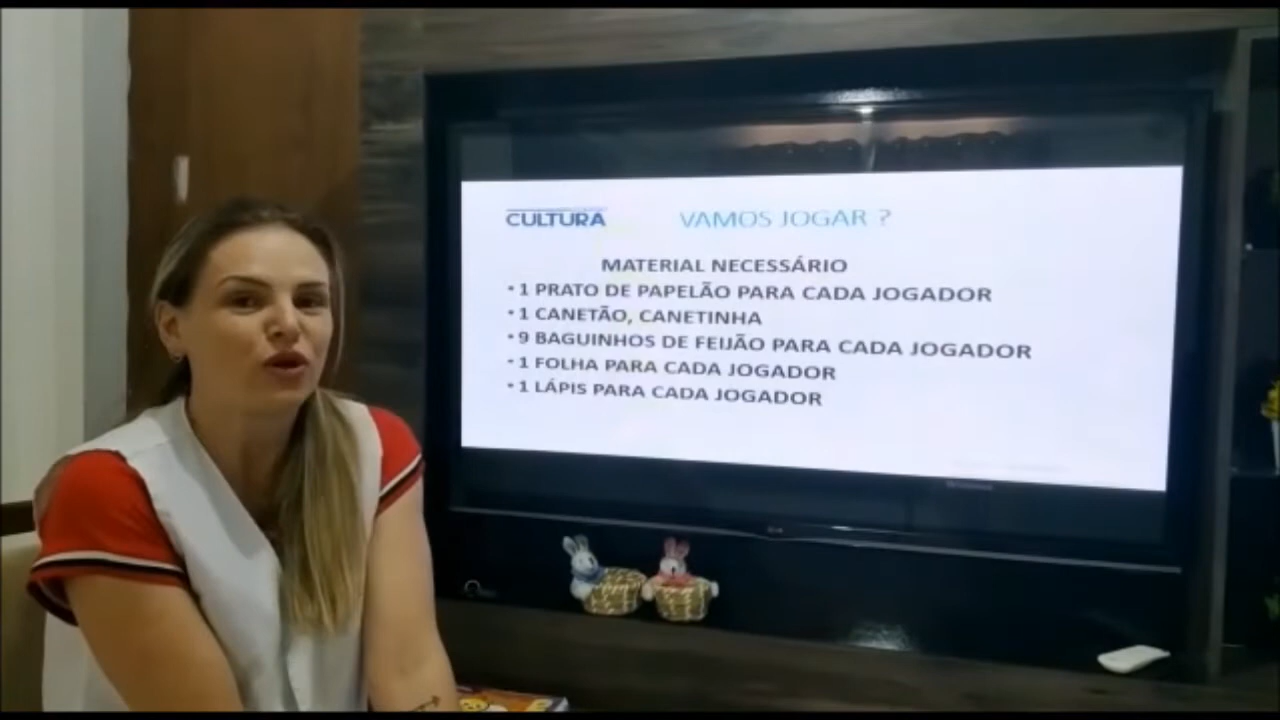 CULTURA
VAMOS JOGAR ?
MATERIAL NECESSÁRIO
• 1 PRATO DE PAPELÃO PARA CADA JOGADOR
• 1 CANETÃO, CANETINHA
• 9 BAGUINHOS DE FEIJÃO PARA CADA JOGADOR
• 1 FOLHA PARA CADA JOGADOR
• 1 LÁPIS PARA CADA JOGADOR